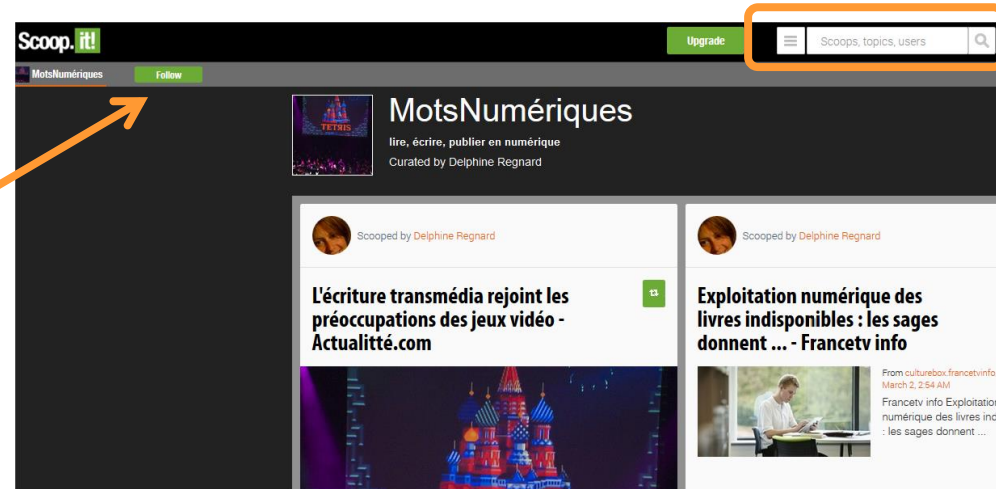 Scoop.it!
Upgrade
Scoops, topics, users
MotsNumériques
Follow
TETRIS
MotsNumériques
lire, écrire, publier en numérique
Curated by Delphine Regnard
Scooped by Delphine Regnard
L'écriture transmédia rejoint les
préoccupations des jeux vidéo -
Actualitté.com
Scooped by Delphine Regnard
Exploitation numérique des
livres indisponibles : les sages
donnent ... - Francetv info
From culturebox.francetvinfo
March 2, 2:54 AM
Francetv info Exploitation
numérique des livres ind
: les sages donnent ...